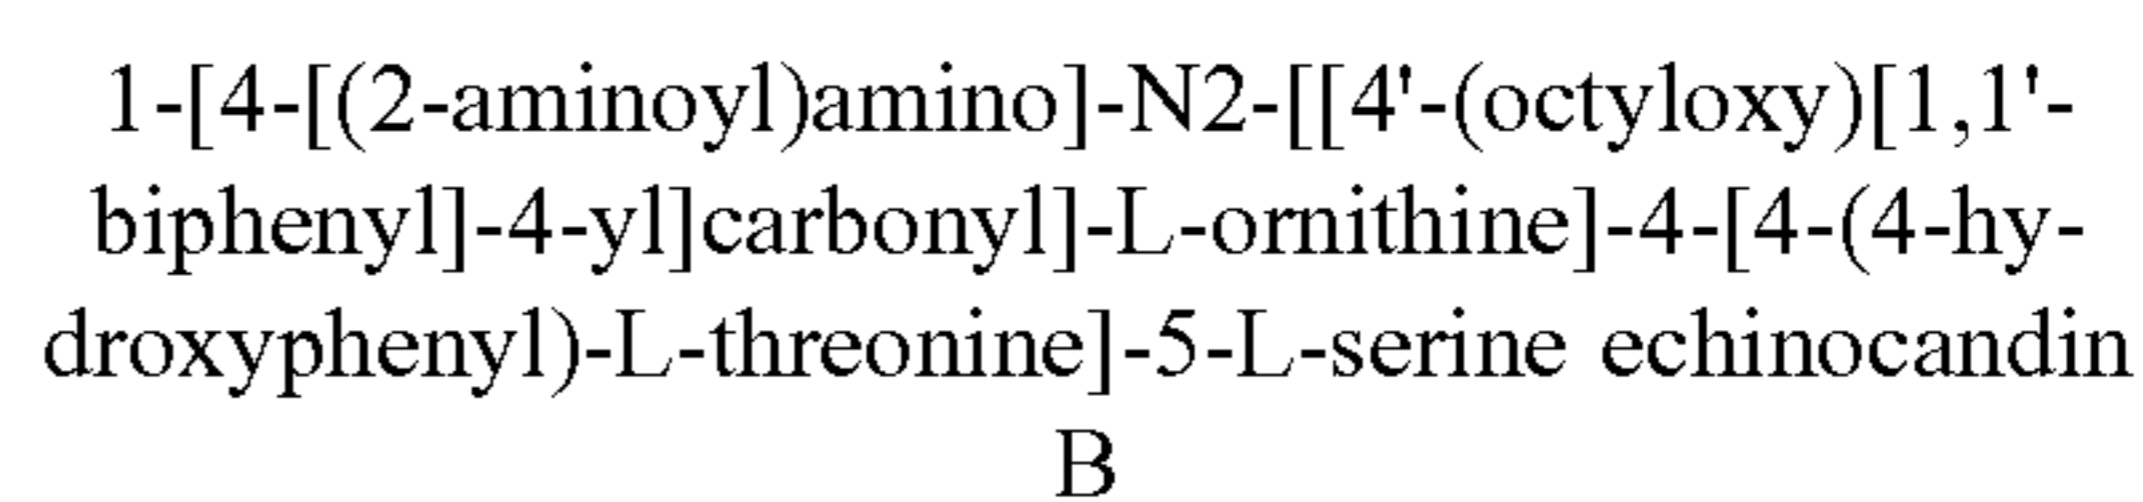 1-[4-[(2-aminoyl)amino]-N2-[[4'-(octyloxy)[1,1'-
biphenyl]-4-yl]carbonyl]-L-ornithine]-4-[4-(4-hy-
droxyphenyl)-L-threonine]-5-L-serine echinocandin
B